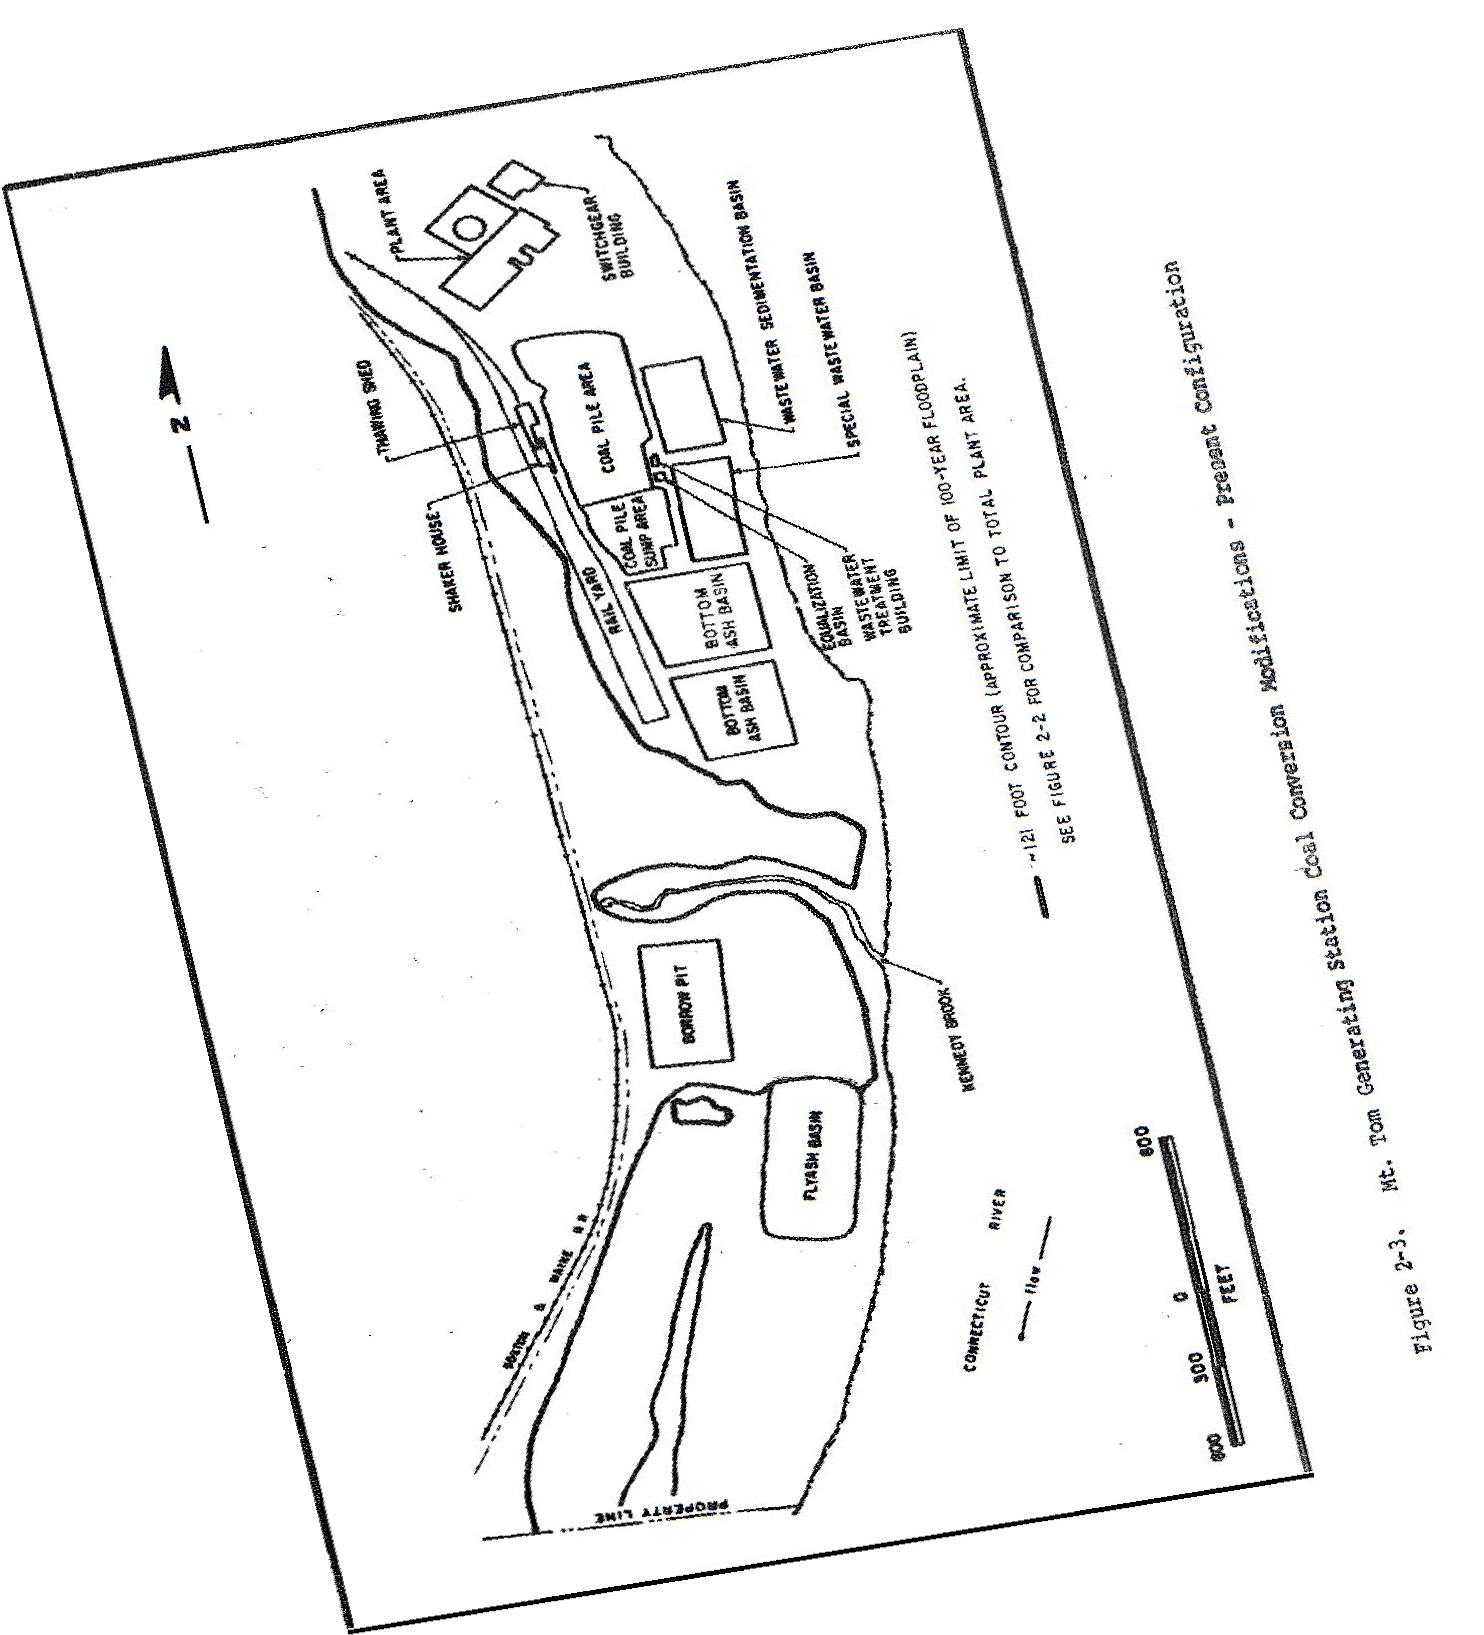 N
PLANT AREA
SWITCHGEAR
BUILDING
THAWING SHED
SHAKER HOUSE
COAL PILE AREA
COAL PILE
SUMP AREA
RAIL YARD
WASTEWATER SEDIMENTATION BASIN
SPECIAL WASTEWATER BASIN
EQUALIZATION
BASIN
WASTEWATER
TREATMENT
BUILDING
BOTTOM
ASH BASIN
BOTTOM
ASH BASIN
BORROW PIT
FLYASH BASIN
KENNEDY BROOK
BOSTON & MAINE RR
PROPERTY LINE
CONNECTICUT RIVER
Flow
~121 FOOT CONTOUR (APPROXIMATE LIMIT OF 100-YEAR FLOODPLAIN)
SEE FIGURE 2-2 FOR COMPARISON TO TOTAL PLANT AREA.
600 300 0 600
FEET
Figure 2-3. Mt. Tom Generating Station Coal Conversion Modifications - Present Configuration